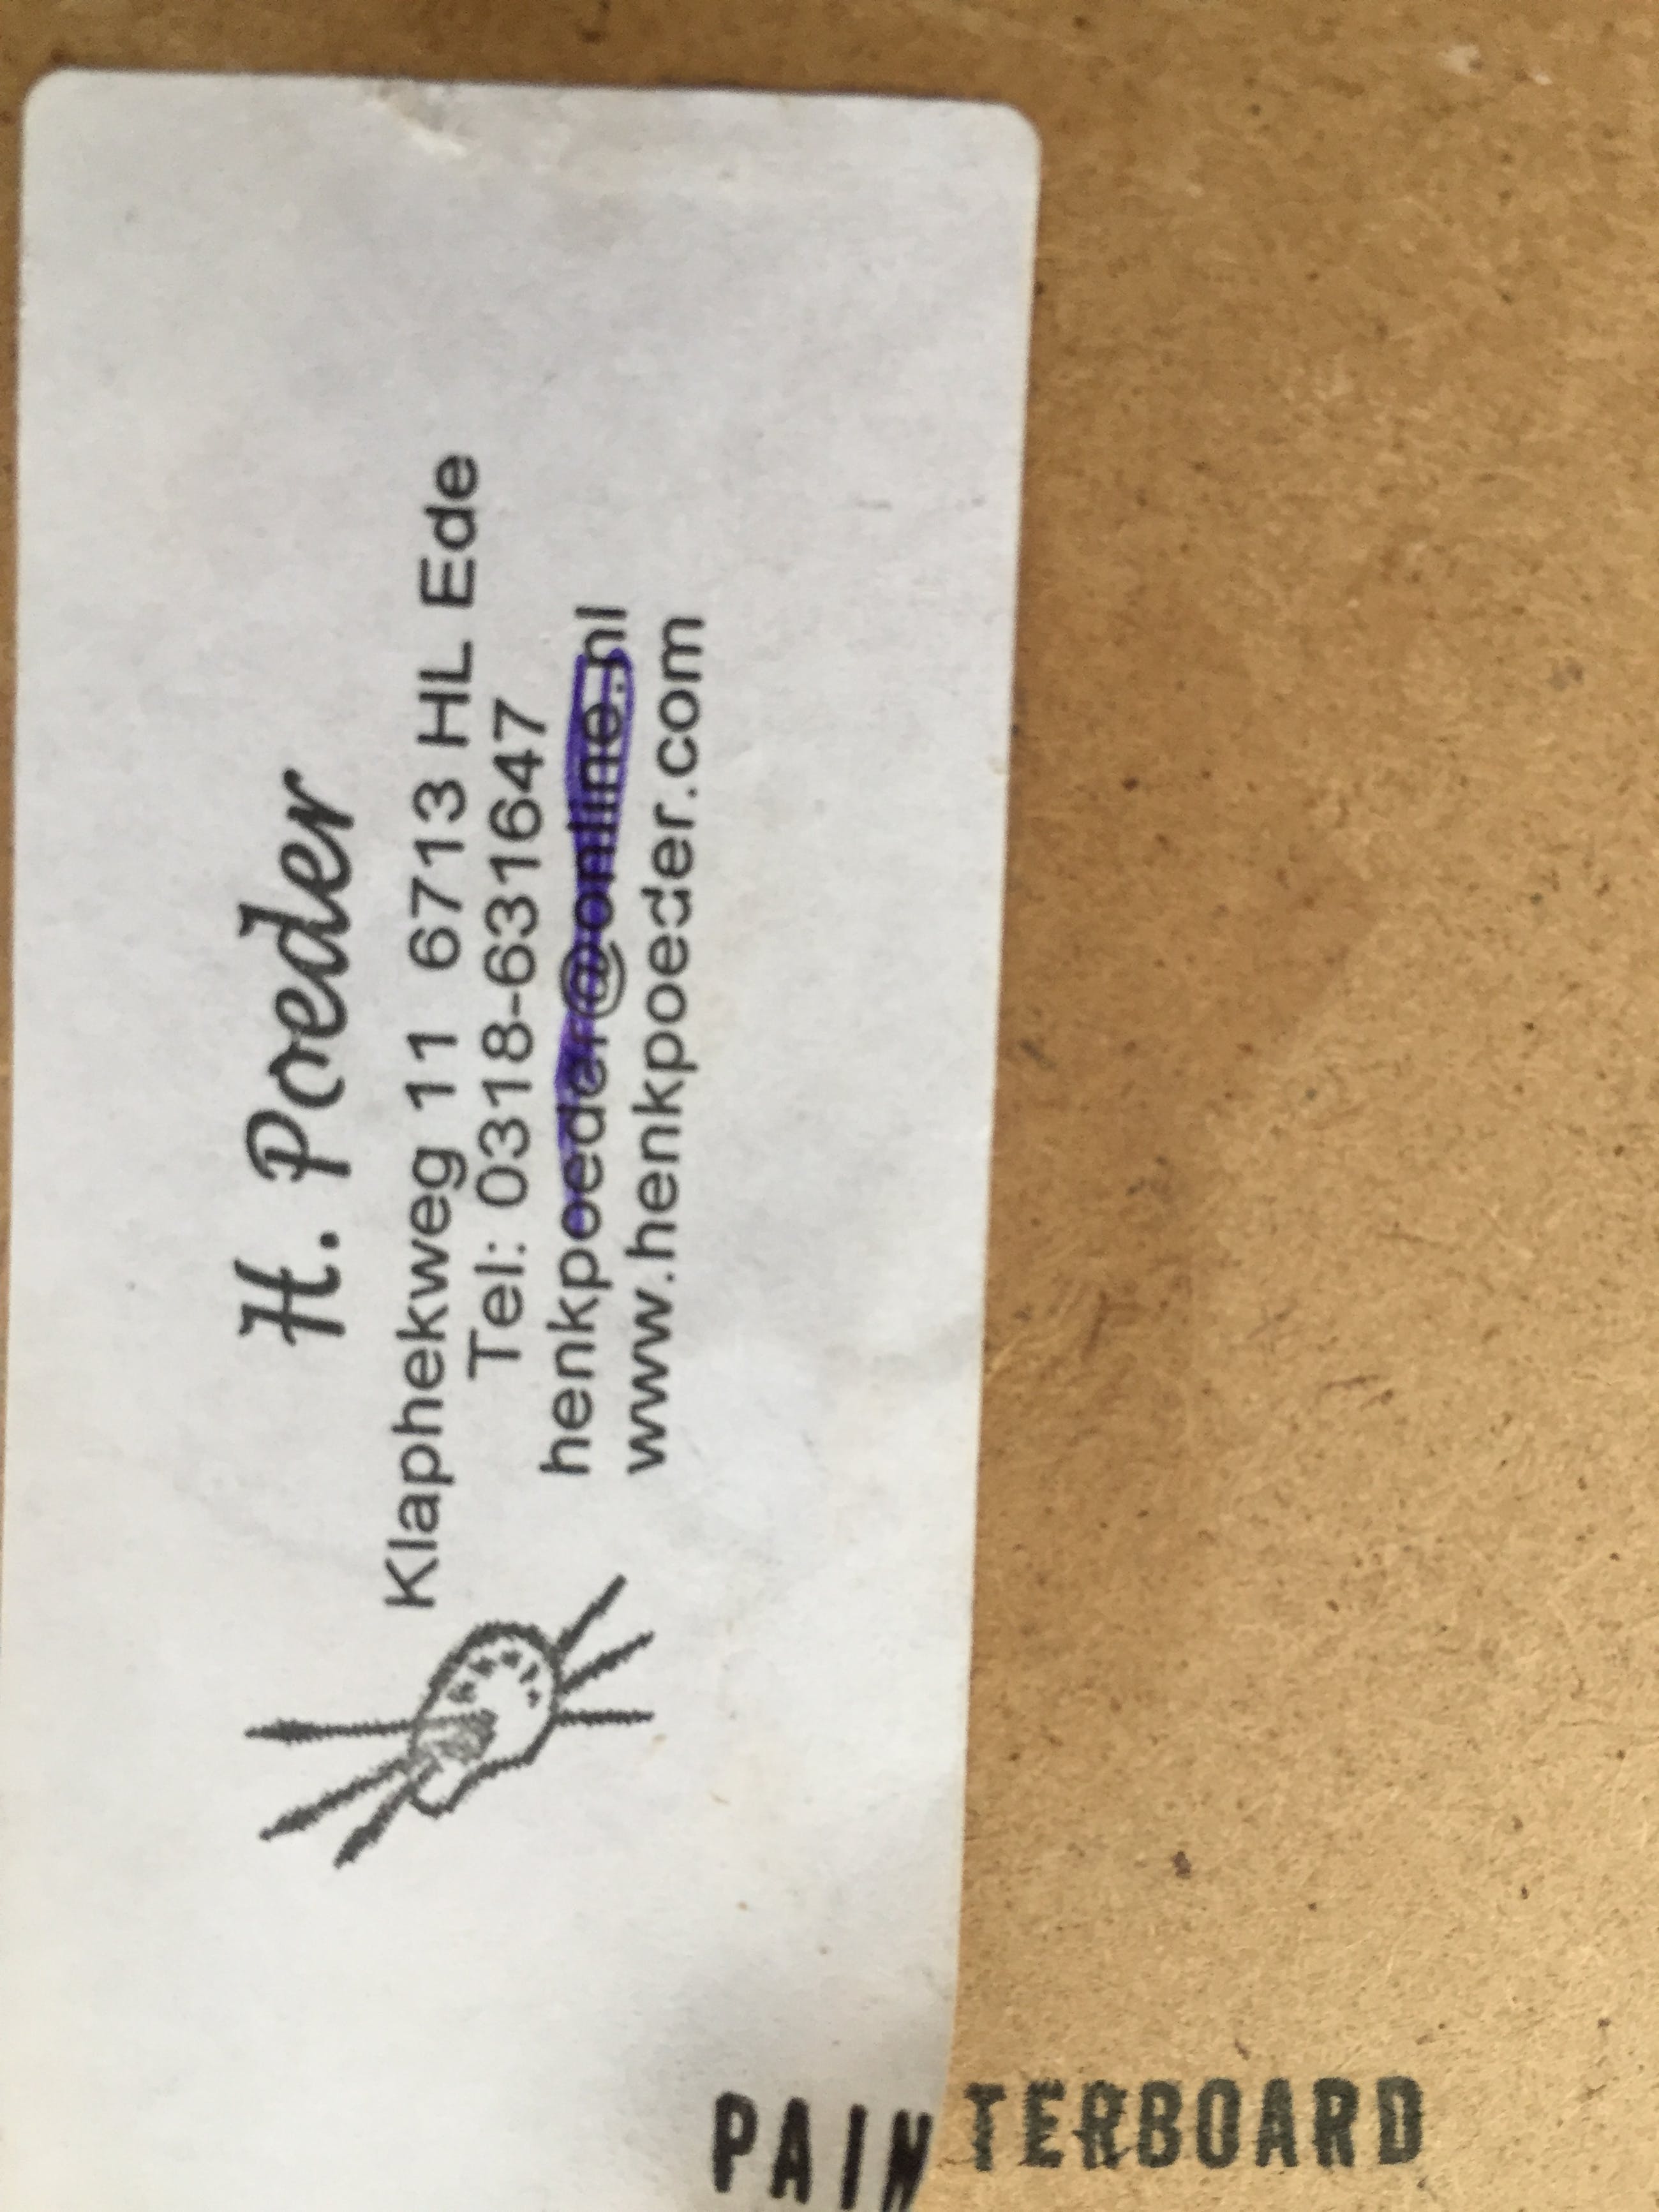 H. Poeder
Klaphekweg 11 6713 HL Ede
Tel: 0318-631647
henkpoeder@online.nl
www.henkpoeder.com
PAINTERBOARD